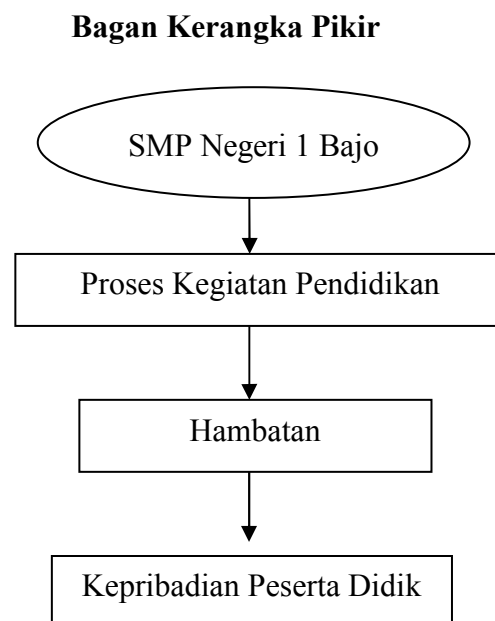 Bagan Kerangka Pikir
SMP Negeri 1 Bajo
Proses Kegiatan Pendidikan
Hambatan
Kepribadian Peserta Didik